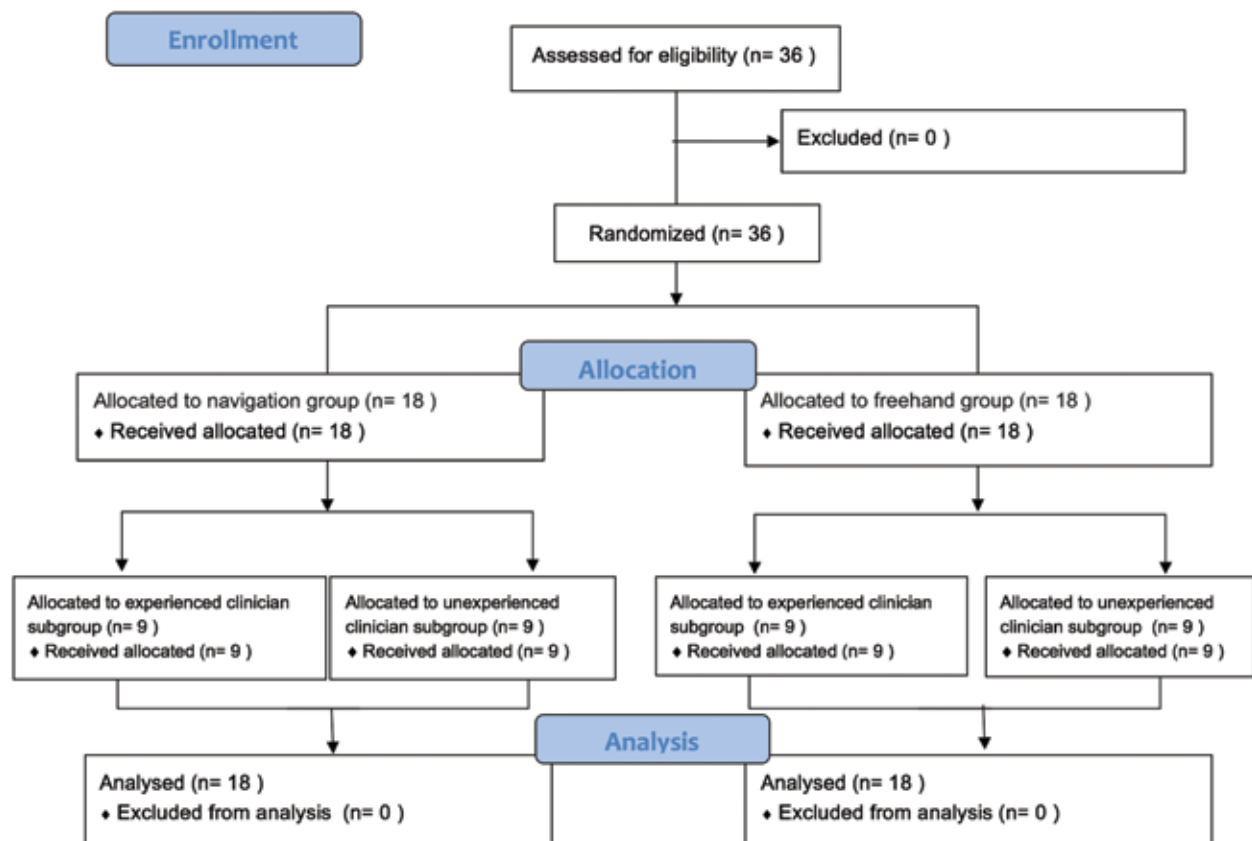 Enrollment
Assessed for eligibility (n= 36 )
Excluded (n= 0 )
Randomized (n= 36 )
Allocation
Allocated to navigation group (n= 18 )
♦ Received allocated (n= 18 )
Allocated to freehand group (n= 18 )
♦ Received allocated (n= 18 )
Allocated to experienced clinician
subgroup (n= 9 )
♦ Received allocated (n= 9 )
Allocated to unexperienced
clinician subgroup (n= 9 )
♦ Received allocated (n= 9 )
Allocated to experienced clinician
subgroup (n= 9 )
♦ Received allocated (n= 9 )
Allocated to unexperienced
clinician subgroup (n= 9 )
♦ Received allocated (n= 9 )
Analysis
Analysed (n= 18 )
♦ Excluded from analysis (n= 0 )
Analysed (n= 18 )
♦ Excluded from analysis (n= 0 )